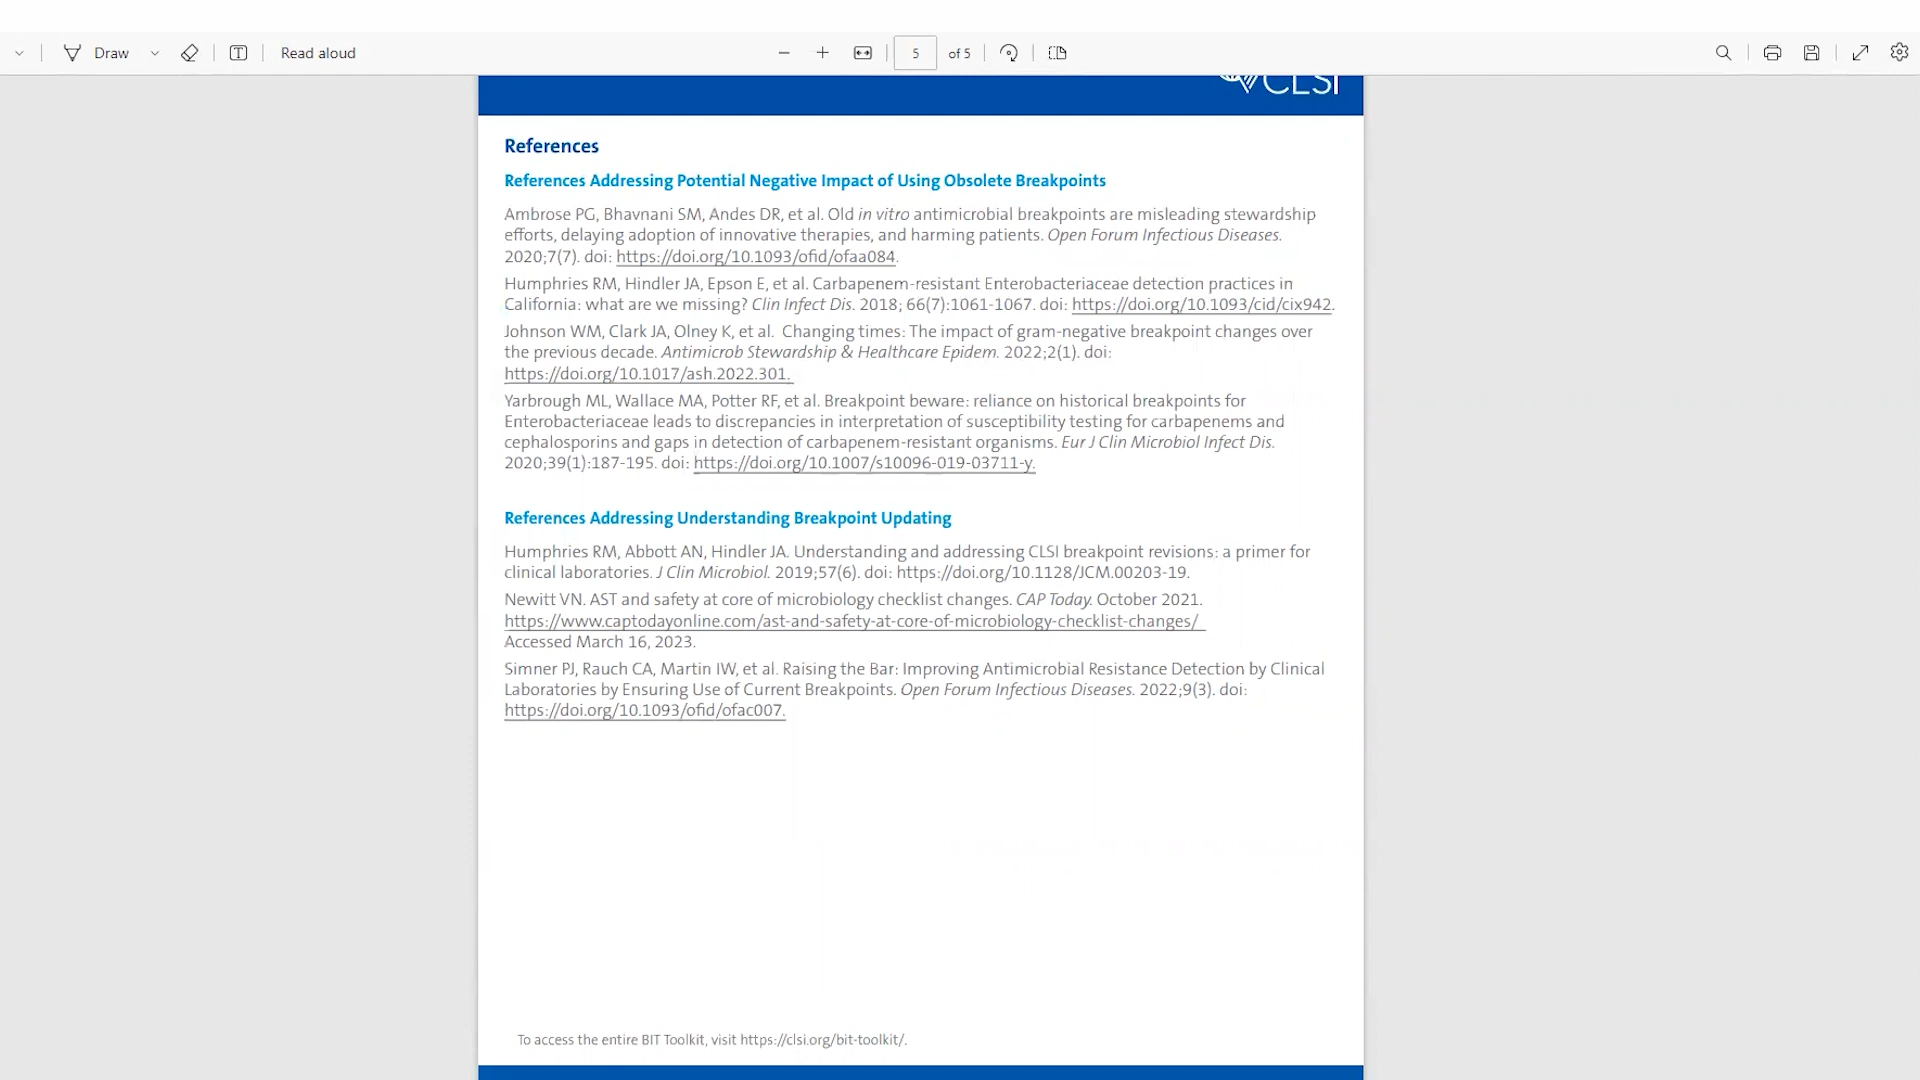 Draw
Read aloud
5 of 5
CLSI
References
References Addressing Potential Negative Impact of Using Obsolete Breakpoints
Ambrose PG, Bhavnani SM, Andes DR, et al. Old in vitro antimicrobial breakpoints are misleading stewardship
efforts, delaying adoption of innovative therapies, and harming patients. Open Forum Infectious Diseases.
2020;7(7). doi: https://doi.org/10.1093/ofid/ofaa084.
Humphries RM, Hindler JA, Epson E, et al. Carbapenem-resistant Enterobacteriaceae detection practices in
California: what are we missing? Clin Infect Dis. 2018; 66(7):1061-1067. doi: https://doi.org/10.1093/cid/cix942.
Johnson WM, Clark JA, Olney K, et al. Changing times: The impact of gram-negative breakpoint changes over
the previous decade. Antimicrob Stewardship & Healthcare Epidem. 2022;2(1). doi:
https://doi.org/10.1017/ash.2022.301.
Yarbrough ML, Wallace MA, Potter RF, et al. Breakpoint beware: reliance on historical breakpoints for
Enterobacteriaceae leads to discrepancies in interpretation of susceptibility testing for carbapenems and
cephalosporins and gaps in detection of carbapenem-resistant organisms. Eur J Clin Microbiol Infect Dis.
2020;39(1):187-195. doi: https://doi.org/10.1007/s10096-019-03711-y.
References Addressing Understanding Breakpoint Updating
Humphries RM, Abbott AN, Hindler JA. Understanding and addressing CLSI breakpoint revisions: a primer for
clinical laboratories. J Clin Microbiol. 2019;57(6). doi: https://doi.org/10.1128/JCM.00203-19.
Newitt VN. AST and safety at core of microbiology checklist changes. CAP Today. October 2021.
https://www.captodayonline.com/ast-and-safety-at-core-of-microbiology-checklist-changes/
Accessed March 16, 2023.
Simner PJ, Rauch CA, Martin IW, et al. Raising the Bar: Improving Antimicrobial Resistance Detection by Clinical
Laboratories by Ensuring Use of Current Breakpoints. Open Forum Infectious Diseases. 2022;9(3). doi:
https://doi.org/10.1093/ofid/ofac007.
To access the entire BIT Toolkit, visit https://clsi.org/bit-toolkit/.